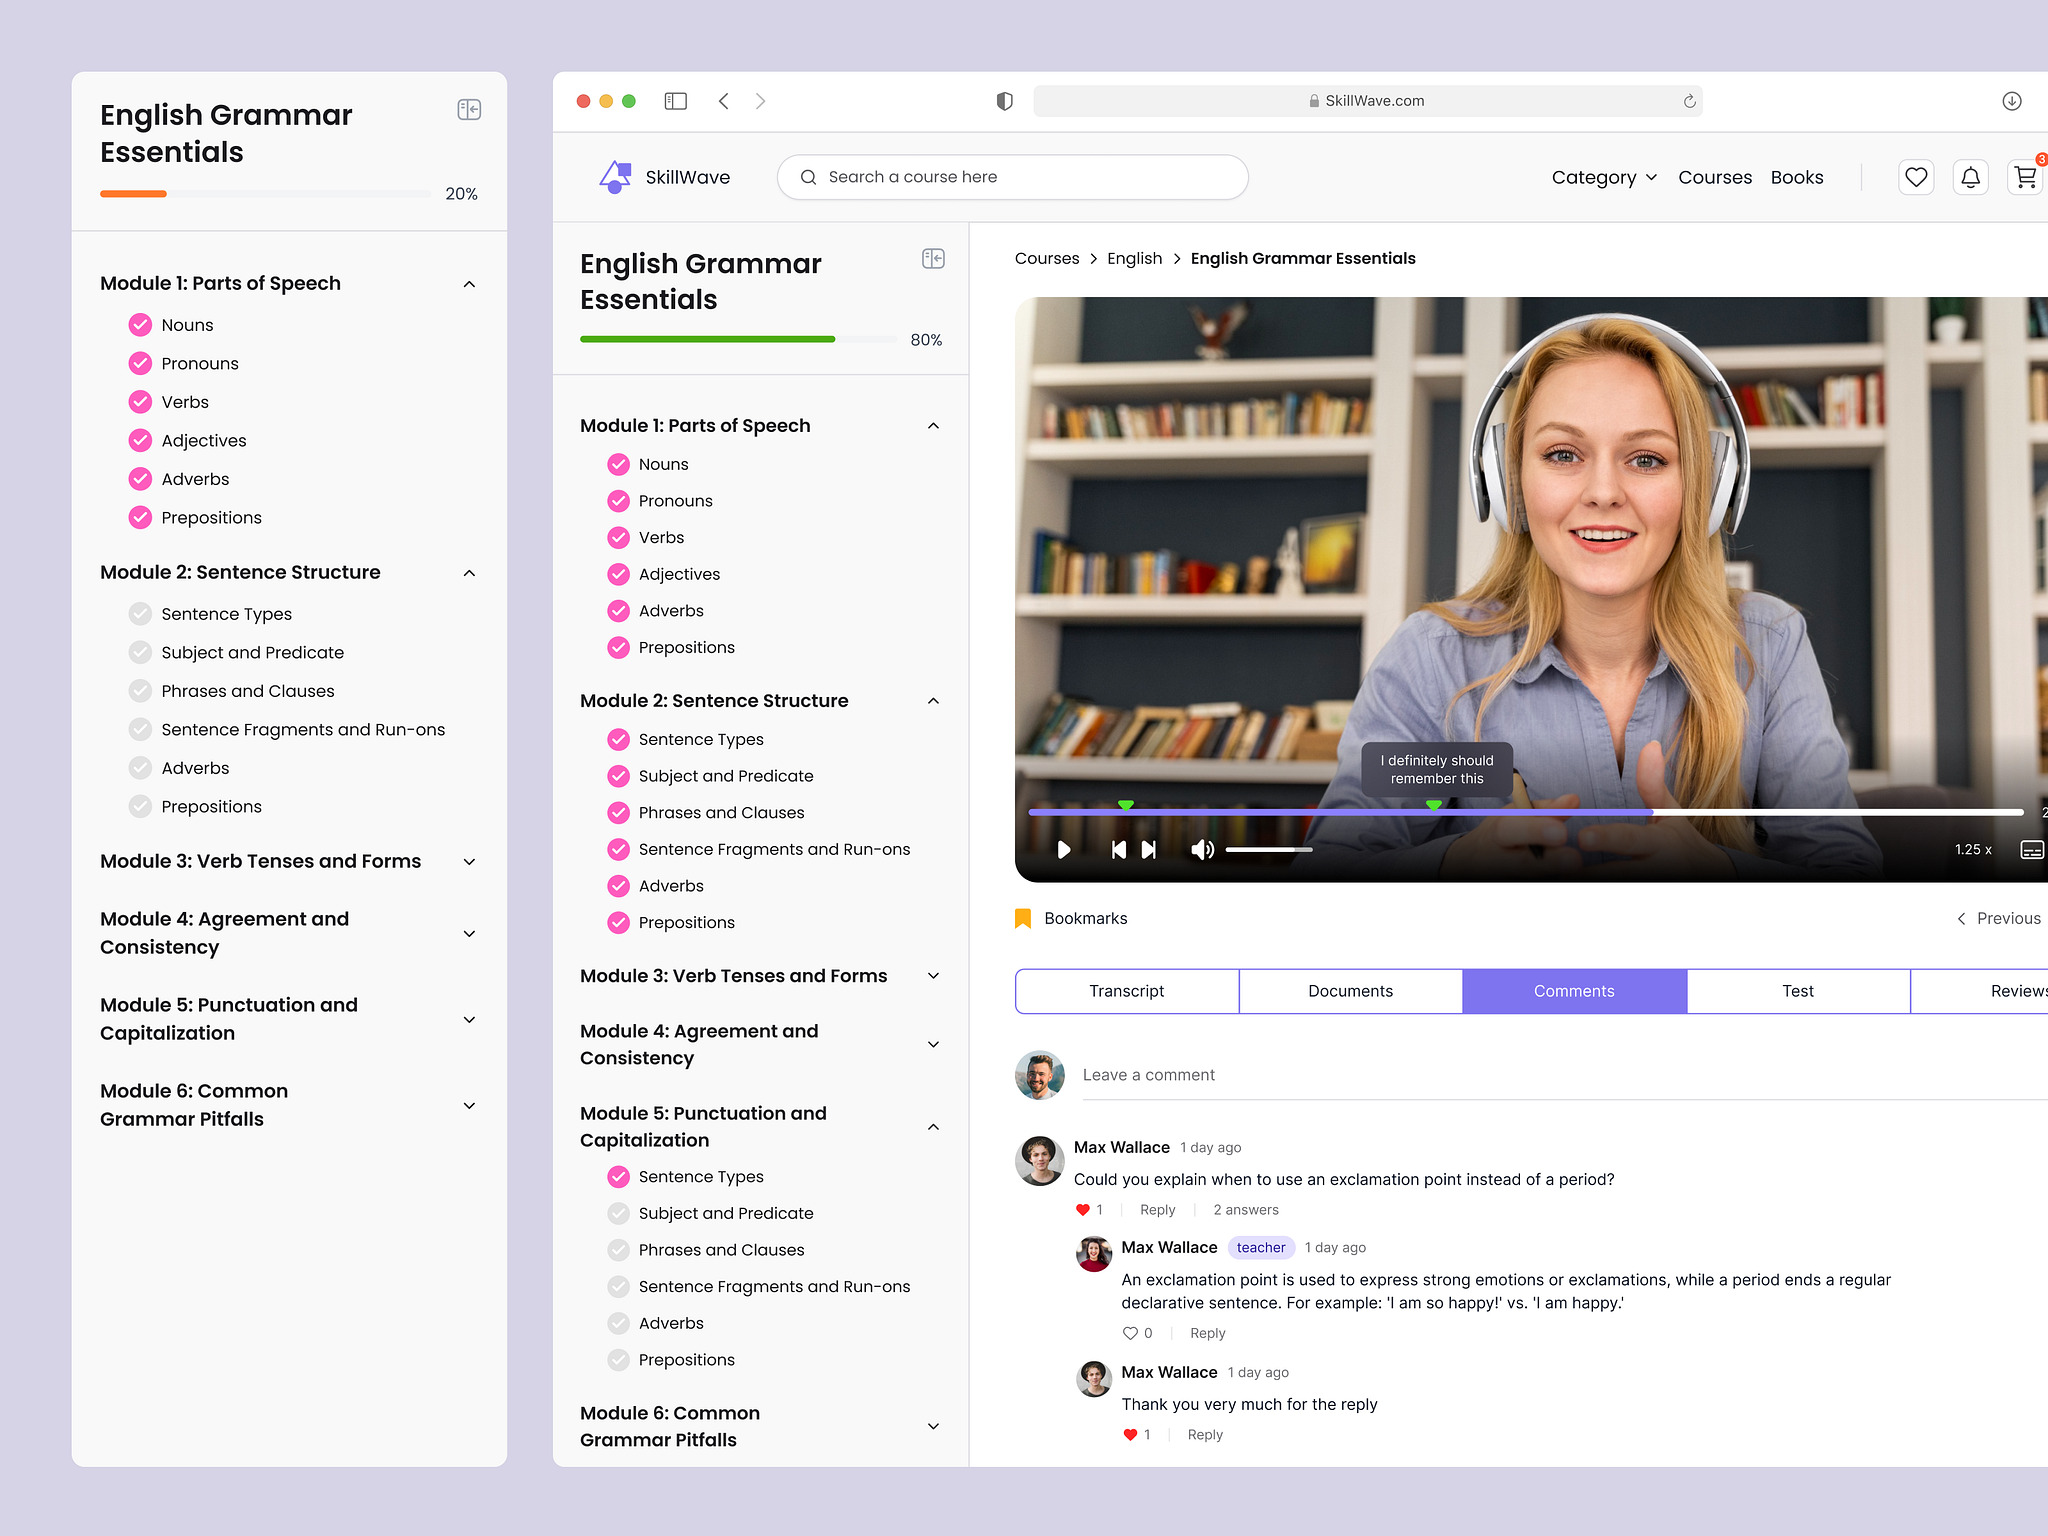 English Grammar
Essentials
20%
Module 1: Parts of Speech
Nouns
Pronouns
Verbs
Adjectives
Adverbs
Prepositions
Module 2: Sentence Structure
Sentence Types
Subject and Predicate
Phrases and Clauses
Sentence Fragments and Run-ons
Adverbs
Prepositions
Module 3: Verb Tenses and Forms
Module 4: Agreement and
Consistency
Module 5: Punctuation and
Capitalization
Module 6: Common
Grammar Pitfalls
SkillWave.com
SkillWave
Search a course here
Category
Courses
Books
3
English Grammar
Essentials
80%
Module 1: Parts of Speech
Nouns
Pronouns
Verbs
Adjectives
Adverbs
Prepositions
Module 2: Sentence Structure
Sentence Types
Subject and Predicate
Phrases and Clauses
Sentence Fragments and Run-ons
Adverbs
Prepositions
Module 3: Verb Tenses and Forms
Module 4: Agreement and
Consistency
Module 5: Punctuation and
Capitalization
Sentence Types
Subject and Predicate
Phrases and Clauses
Sentence Fragments and Run-ons
Adverbs
Prepositions
Module 6: Common
Grammar Pitfalls
Courses > English > English Grammar Essentials
I definitely should
remember this
2
1.25 x
Bookmarks
Previous
Transcript
Documents
Comments
Test
Reviews
Leave a comment
Max Wallace 1 day ago
Could you explain when to use an exclamation point instead of a period?
1 Reply 2 answers
Max Wallace teacher 1 day ago
An exclamation point is used to express strong emotions or exclamations, while a period ends a regular
declarative sentence. For example: 'I am so happy!' vs. 'I am happy.'
0 Reply
Max Wallace 1 day ago
Thank you very much for the reply
1 Reply